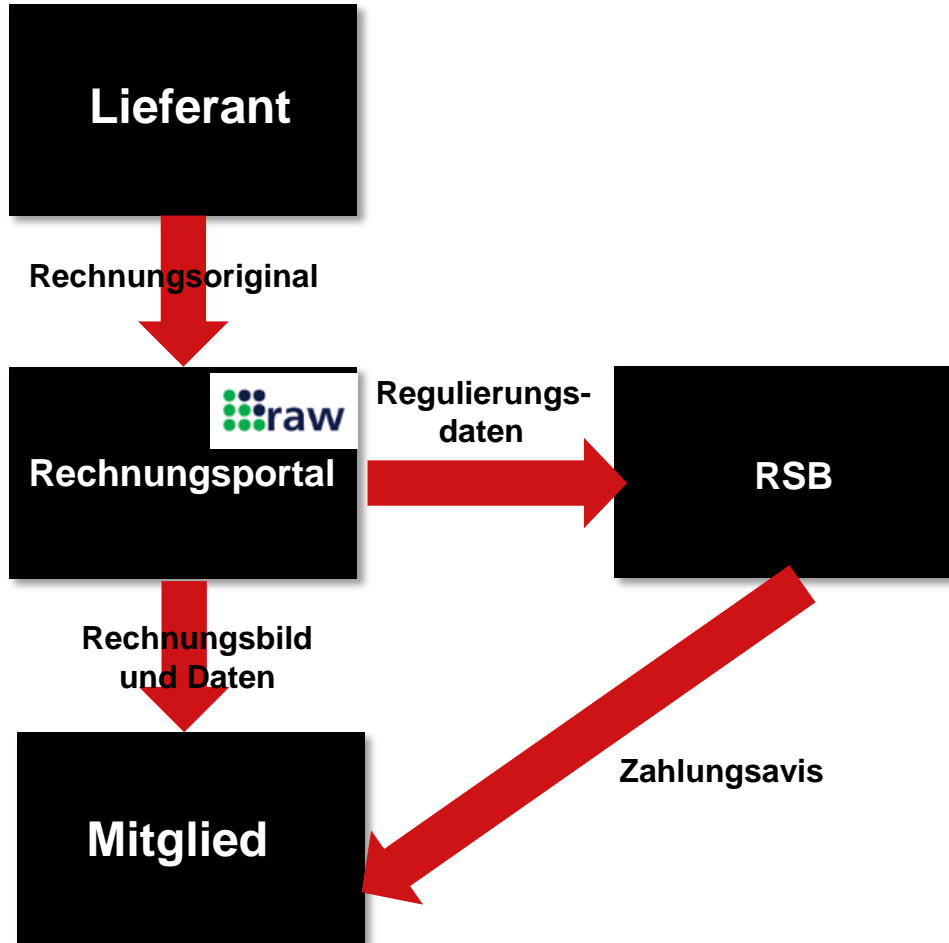 Lieferant
Rechnungsoriginal
raw
Rechnungsportal
Regulierungs-
daten
RSB
Rechnungsbild
und Daten
Zahlungsavis
Mitglied